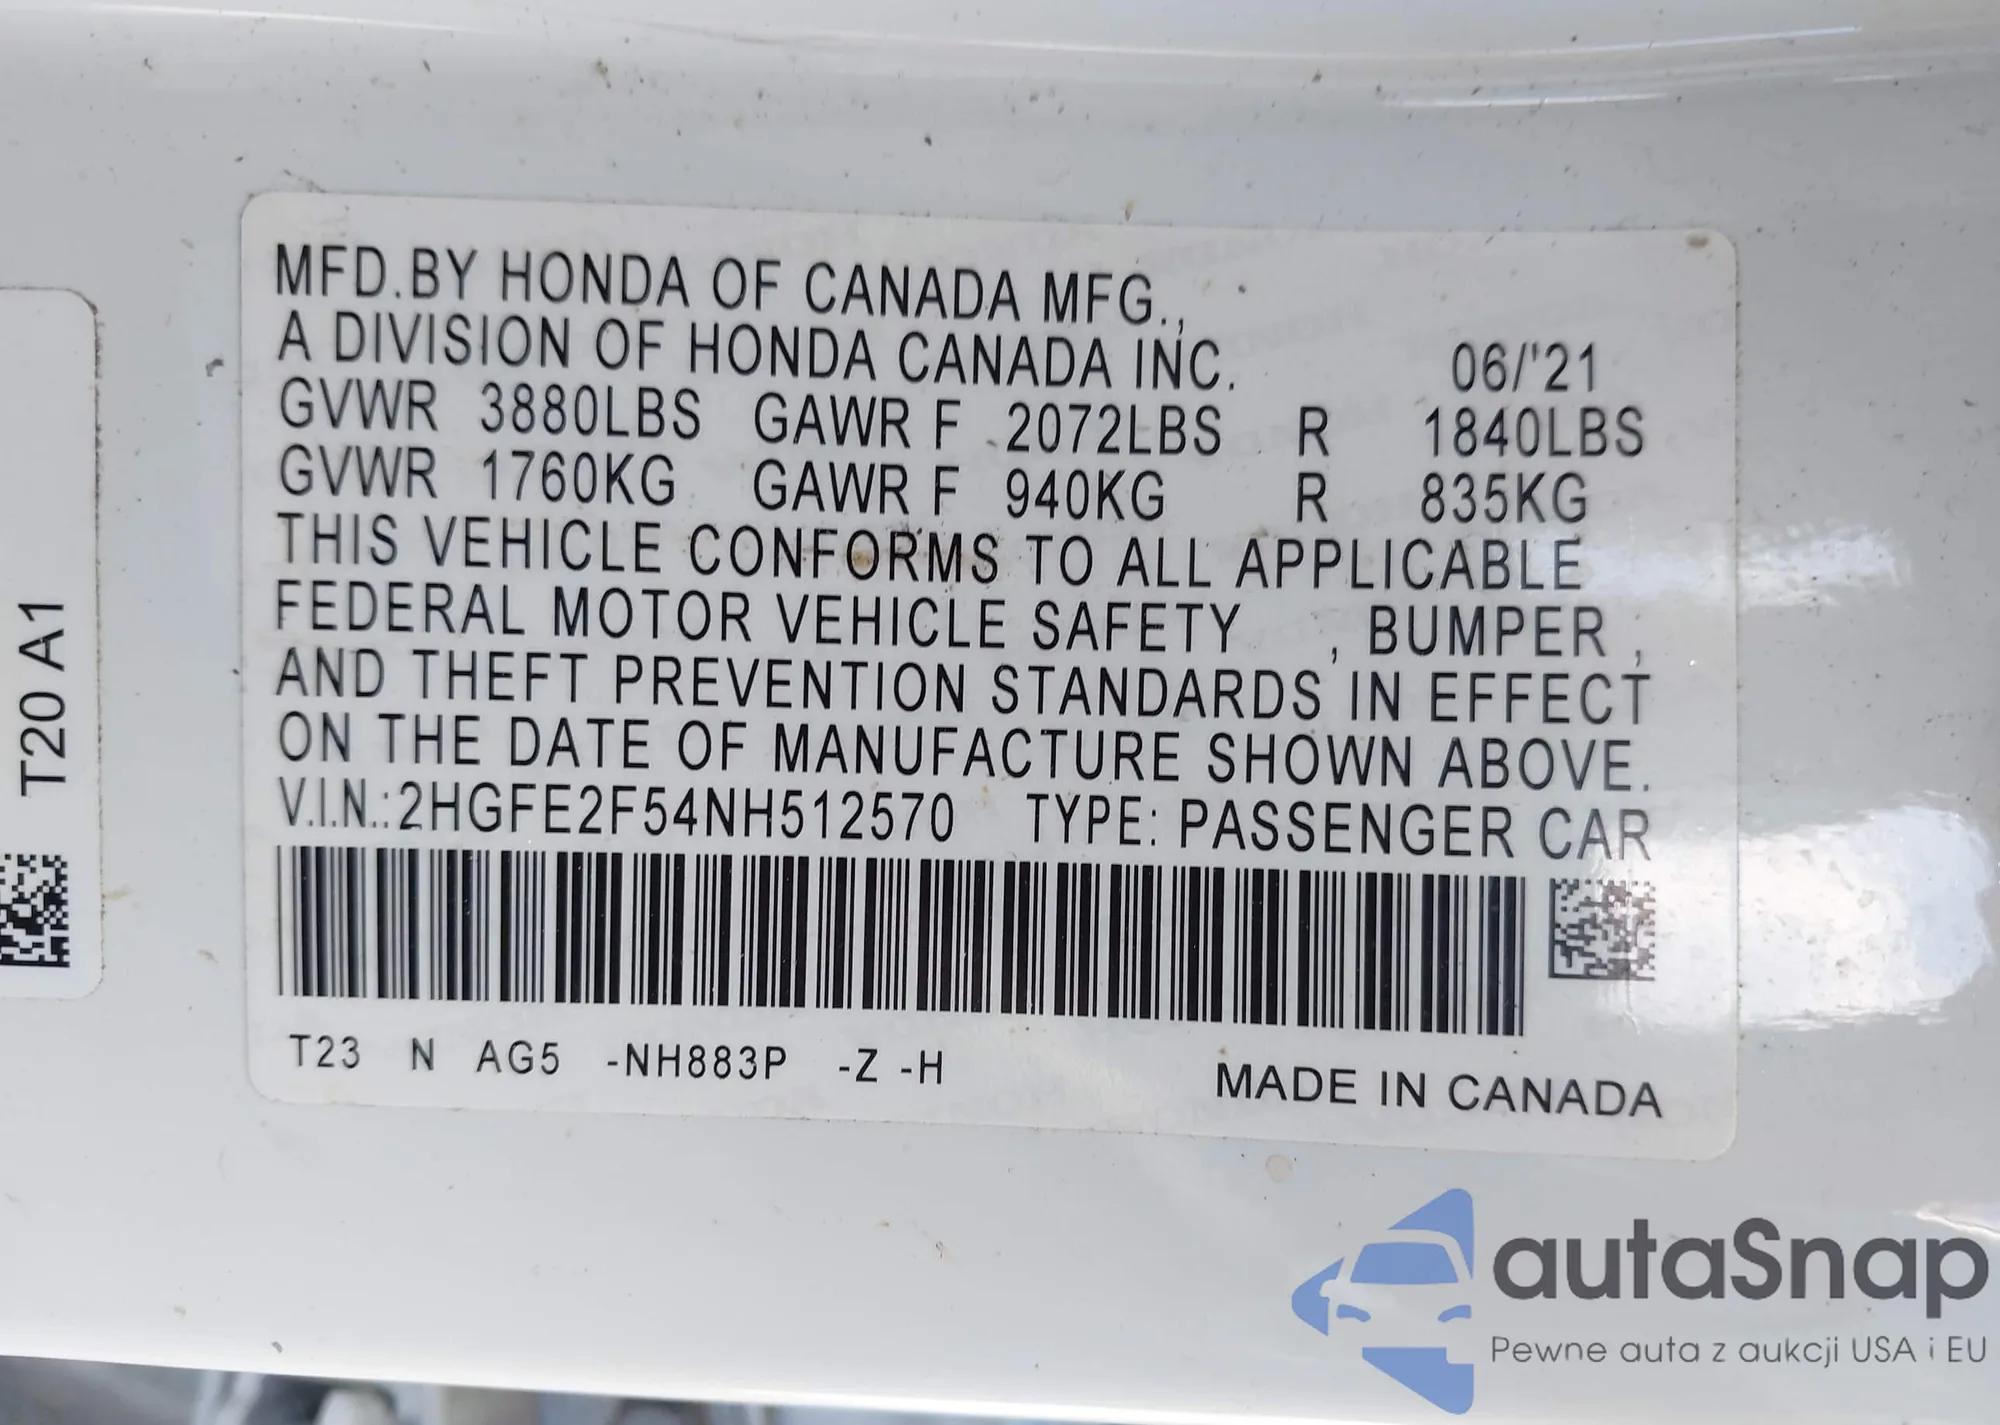 MFD.BY HONDA OF CANADA MFG.,
A DIVISION OF HONDA CANADA INC. 06/'21
GVWR 3880LBS GAWR F 2072LBS R 1840LBS
GVWR 1760KG GAWR F 940KG R 835KG
THIS VEHICLE CONFORMS TO ALL APPLICABLE
FEDERAL MOTOR VEHICLE SAFETY , BUMPER ,
AND THEFT PREVENTION STANDARDS IN EFFECT
ON THE DATE OF MANUFACTURE SHOWN ABOVE.
V.I.N.:2HGFE2F54NH512570 TYPE: PASSENGER CAR
T23 N AG5 -NH883P -Z -H
MADE IN CANADA
T20 A1
autaSnap
Pewne auta z aukcji USA i EU